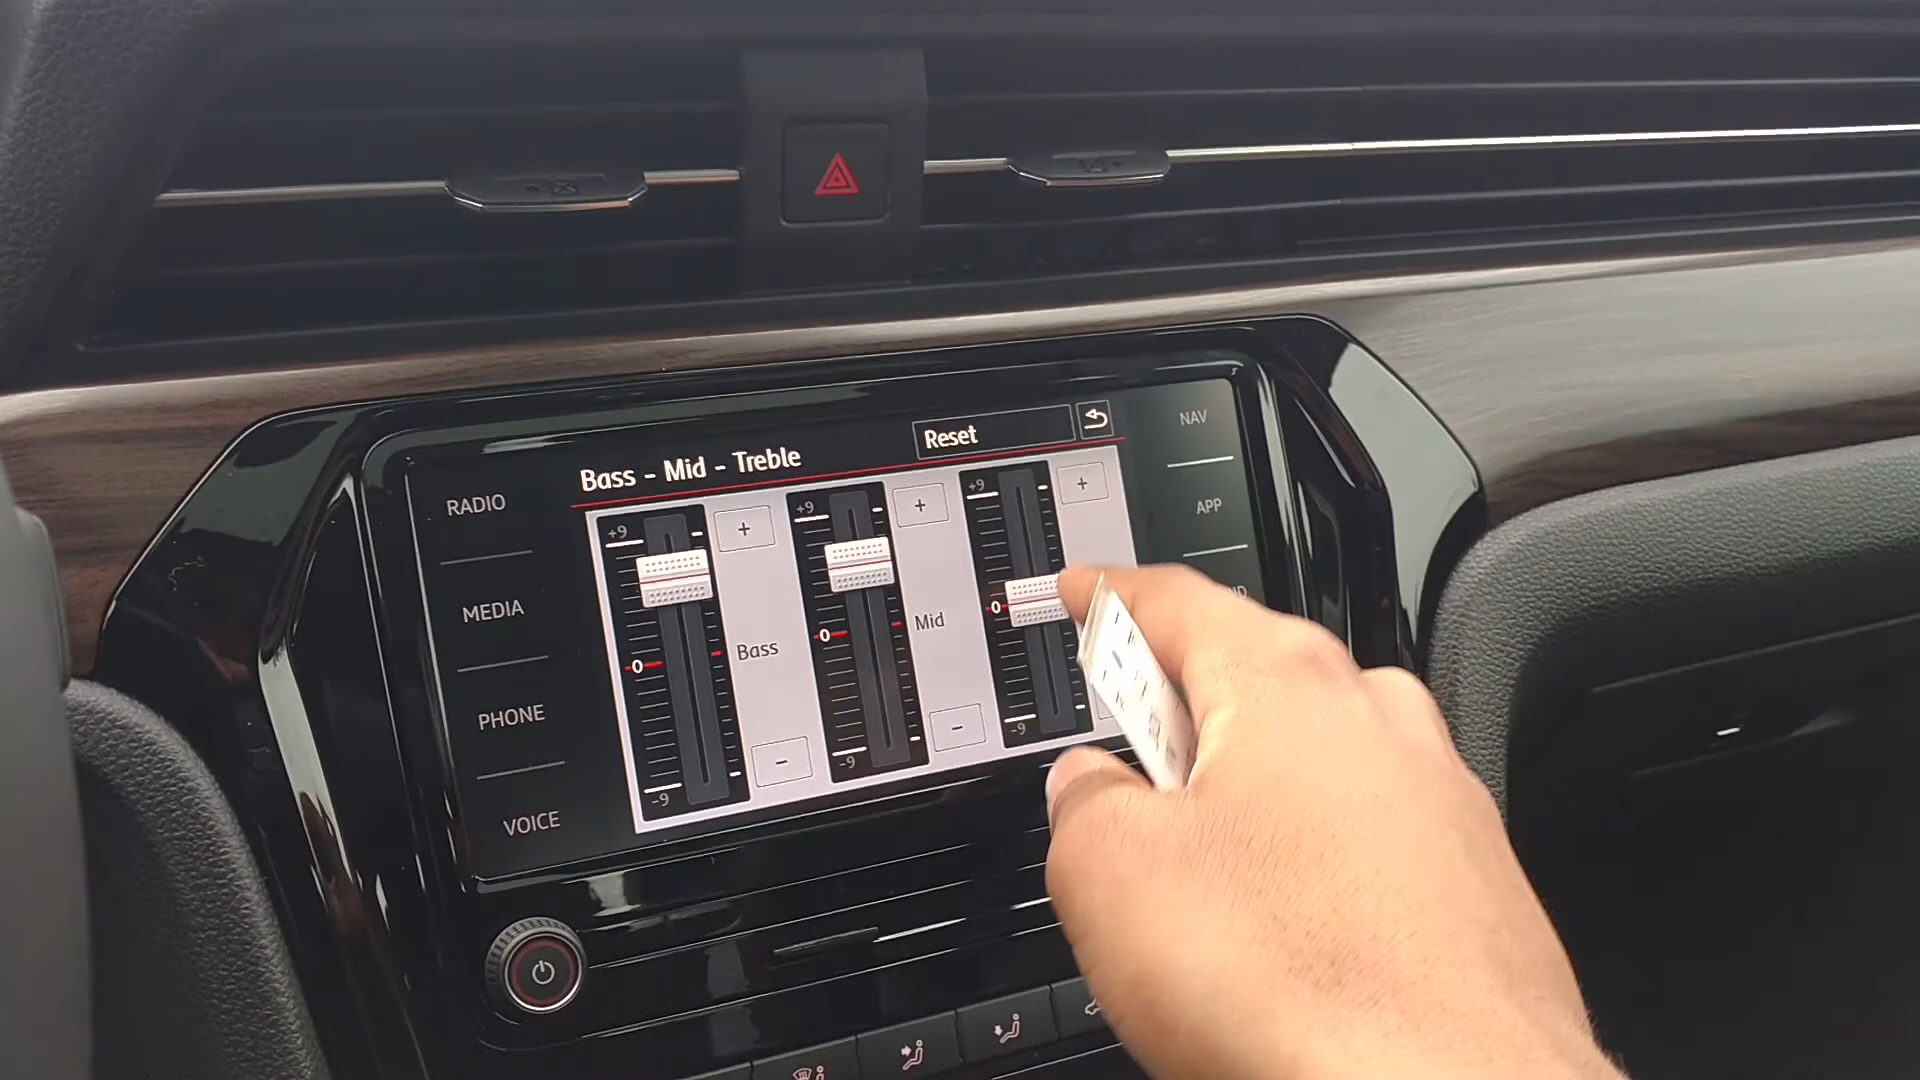 Bass - Mid - Treble
Reset
RADIO
MEDIA
PHONE
VOICE
+9
0
-9
+
Bass
-
+9
0
-9
+
Mid
-
+9
0
-9
+
NAV
APP